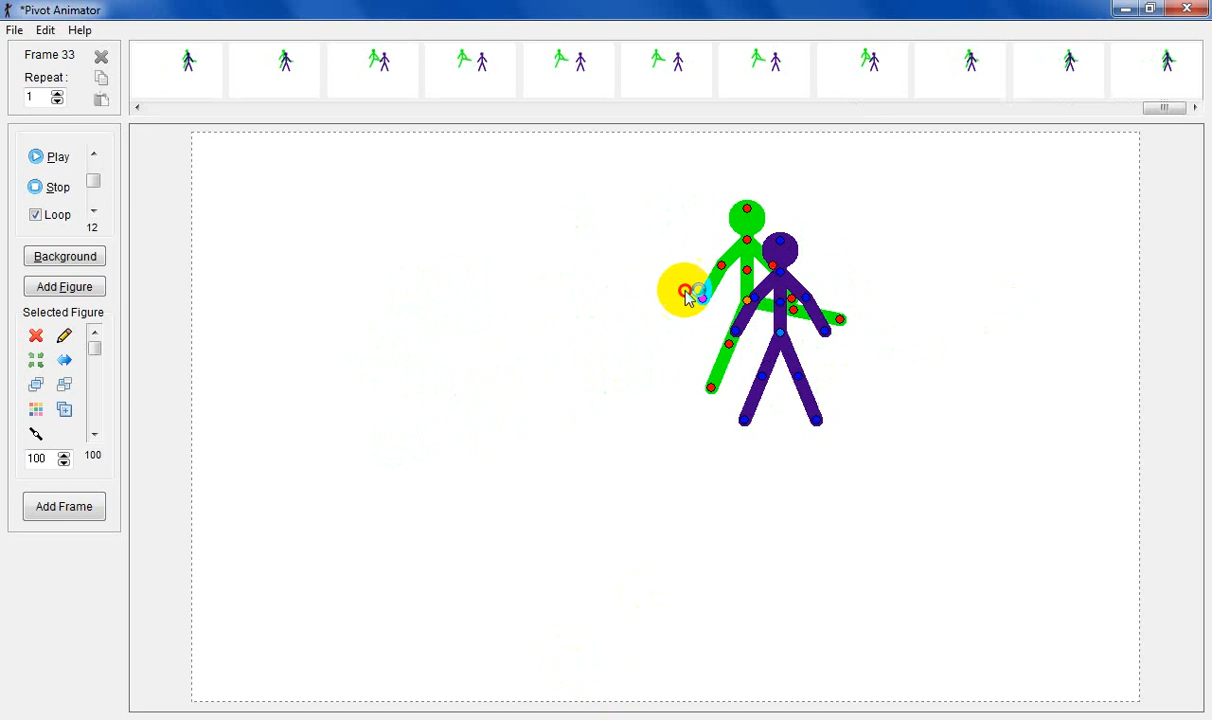 *Pivot Animator
File Edit Help
Frame 33
Repeat:
1
Play
Stop
Loop
12
Background
Add Figure
Selected Figure
100
100
Add Frame